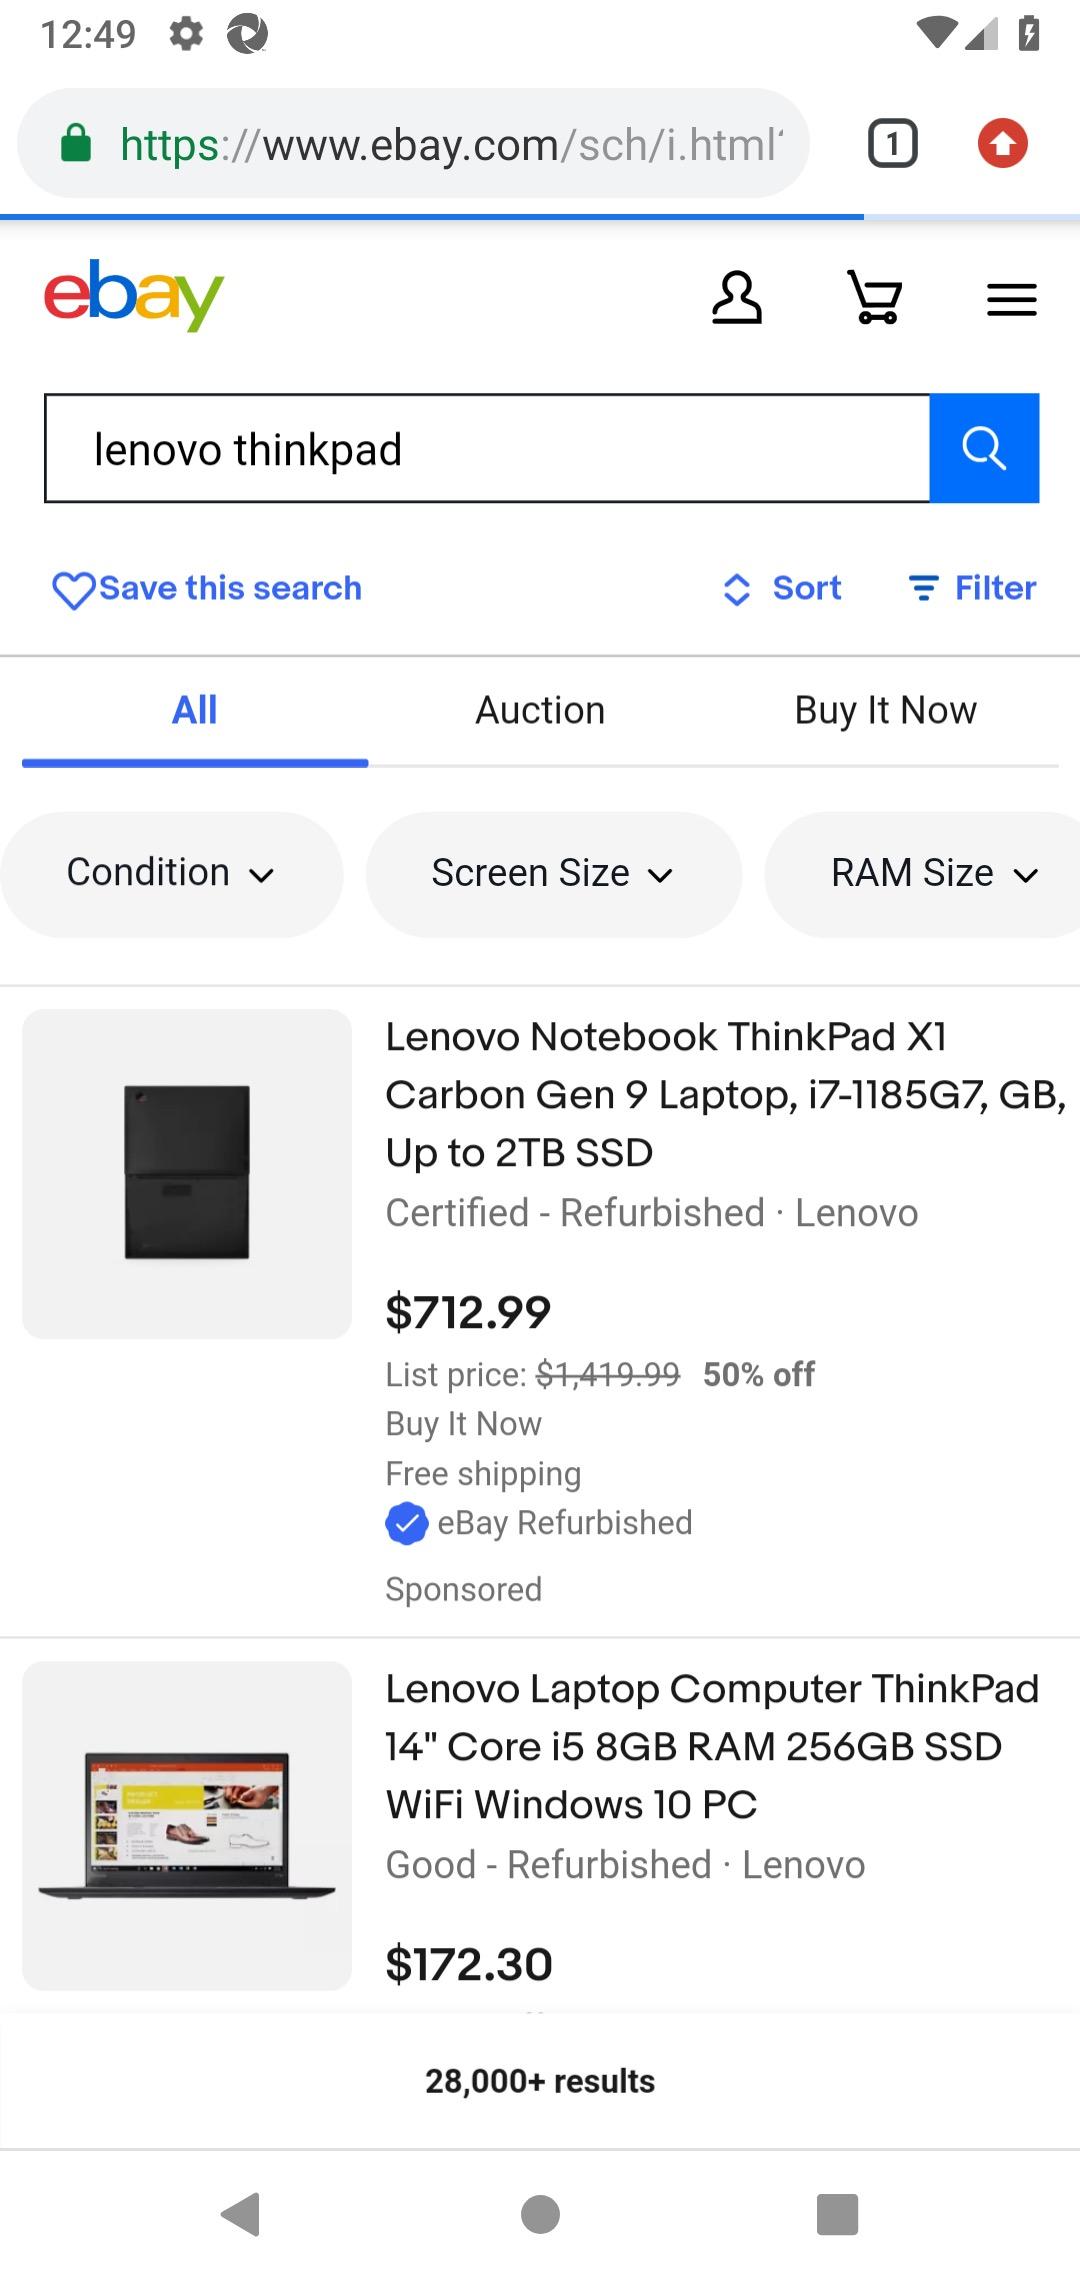 12:49
https://www.ebay.com/sch/i.html
1
ebay
lenovo thinkpad
Save this search
Sort
Filter
All
Auction
Buy It Now
Condition
Screen Size
RAM Size
Lenovo Notebook ThinkPad X1
Carbon Gen 9 Laptop, i7-1185G7, GB,
Up to 2TB SSD
Certified - Refurbished · Lenovo
$712.99
List price: $1,419.99 50% off
Buy It Now
Free shipping
eBay Refurbished
Sponsored
Lenovo Laptop Computer ThinkPad
14" Core i5 8GB RAM 256GB SSD
WiFi Windows 10 PC
Good - Refurbished · Lenovo
$172.30
28,000+ results